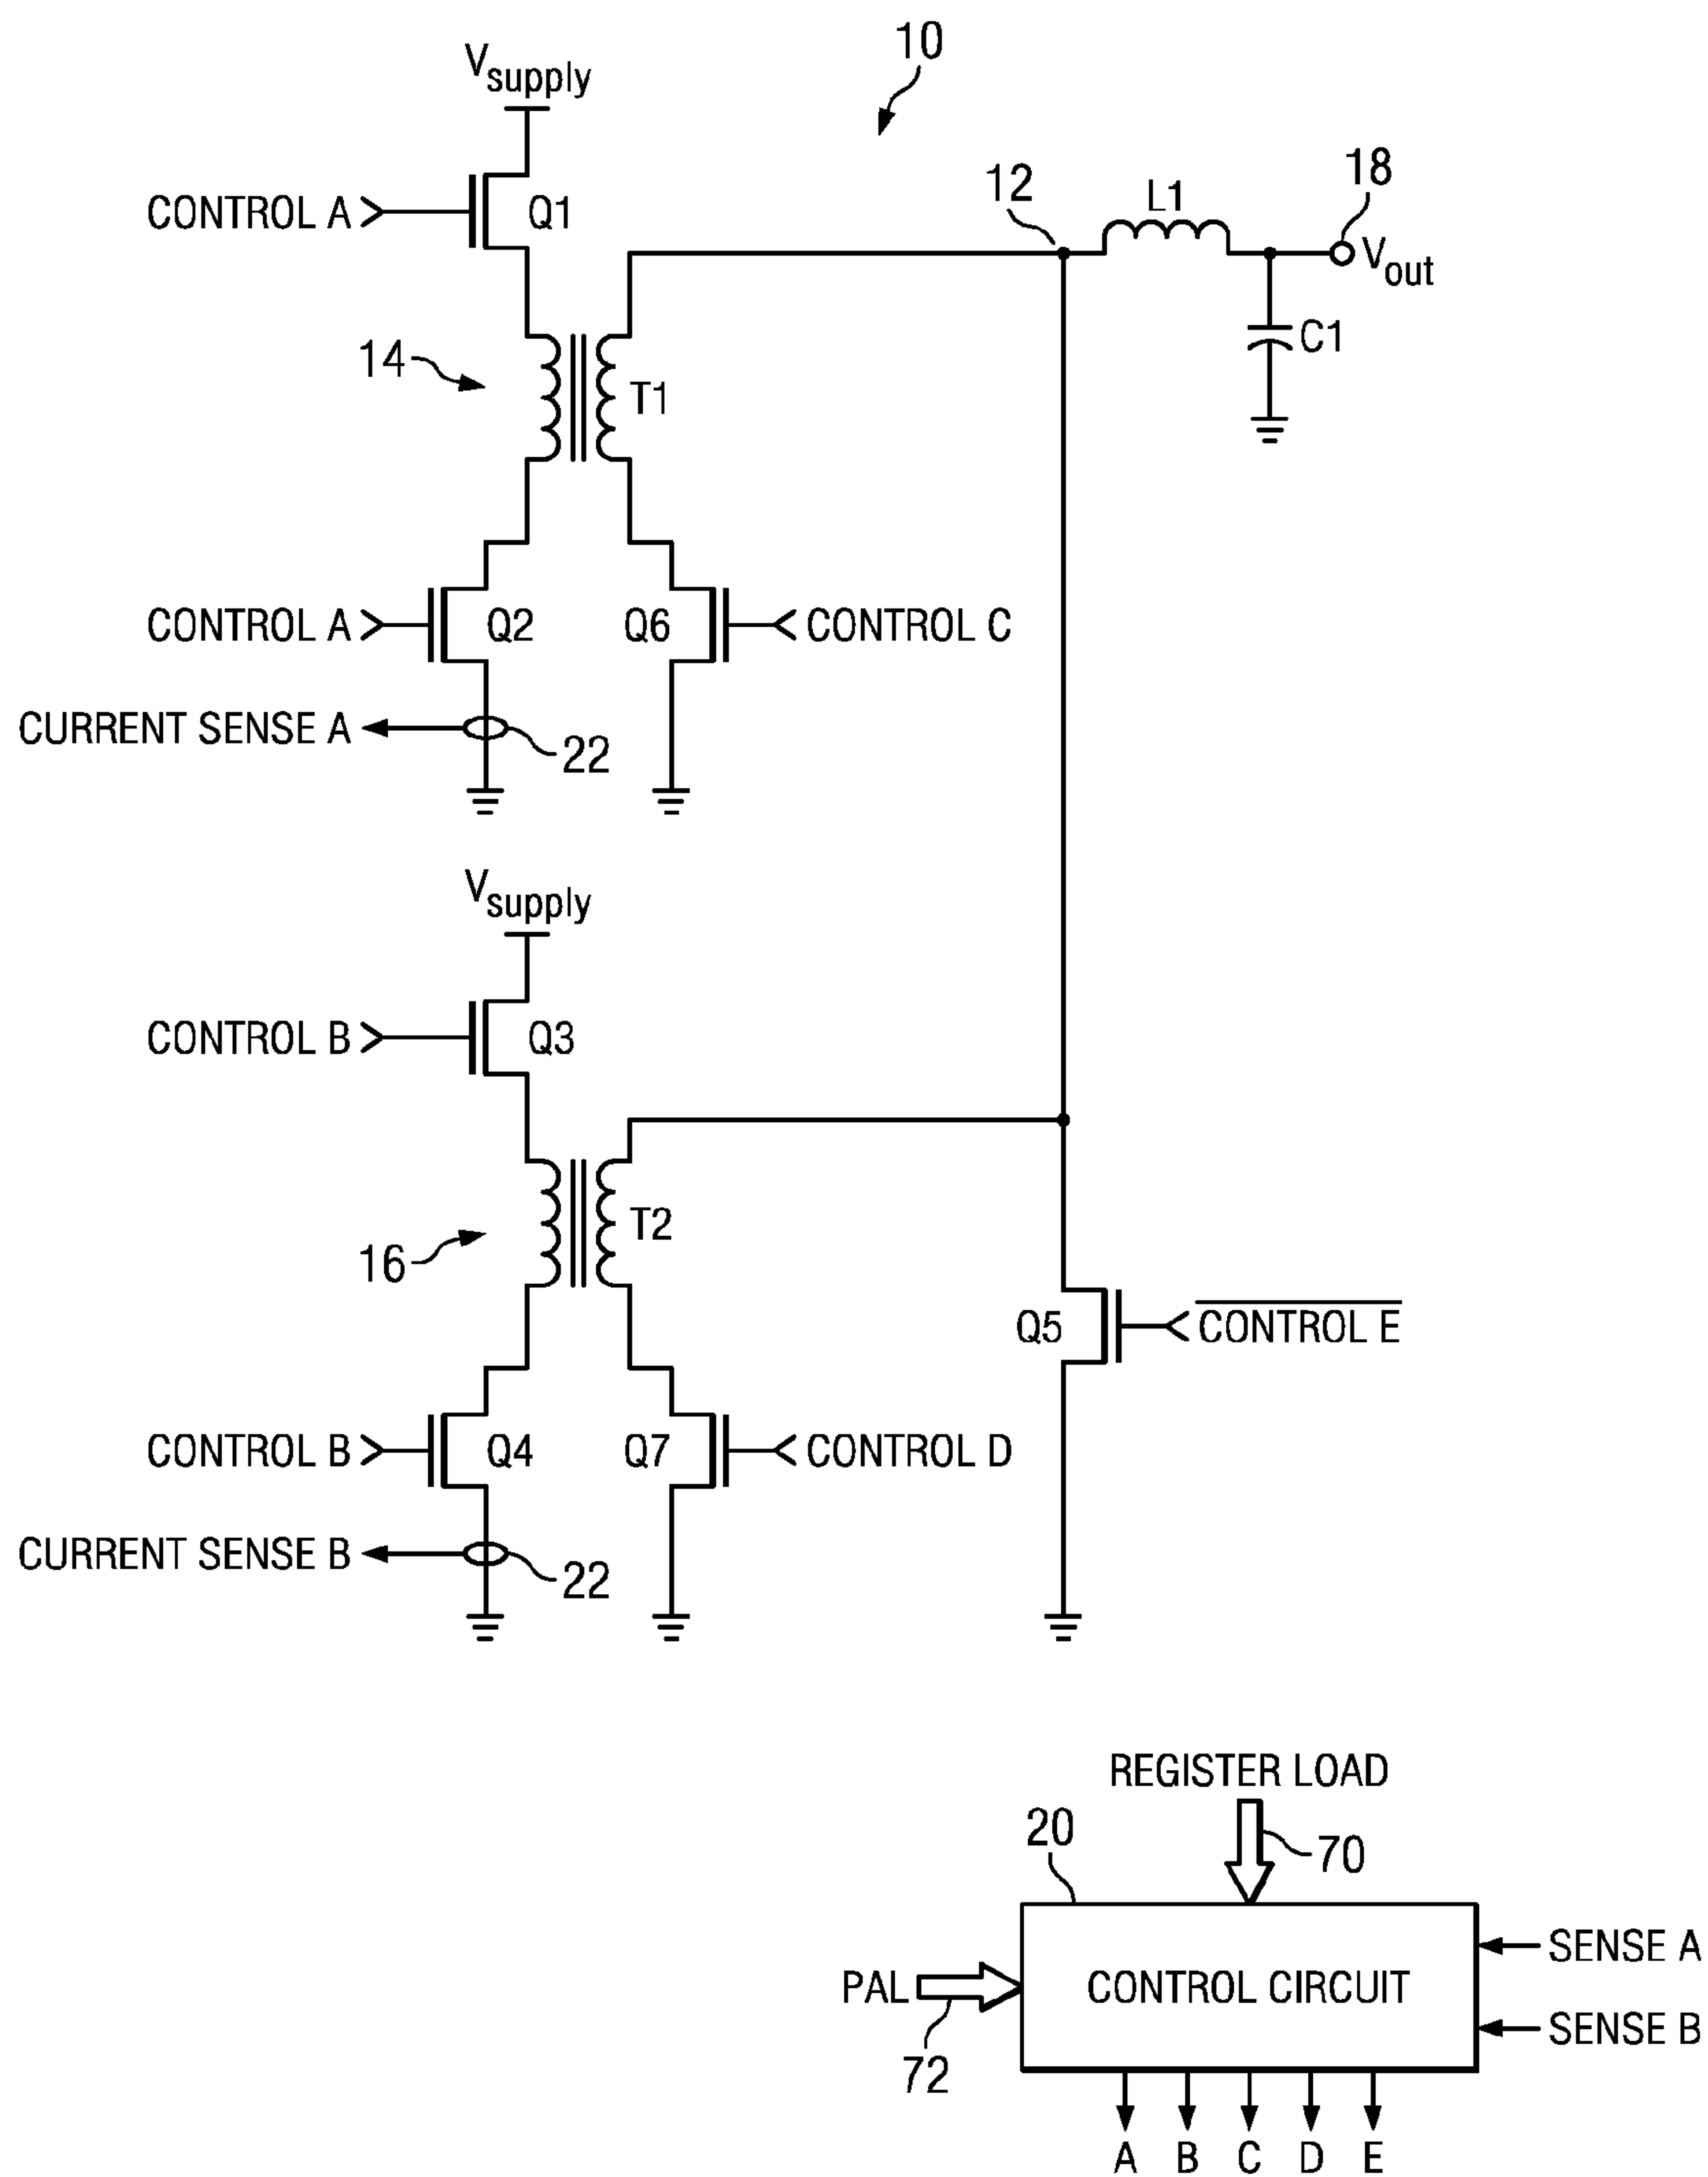 10
Vsupply
CONTROL A
Q1
12
L1
18
Vout
C1
14
T1
CONTROL A
Q2
Q6
CONTROL C
CURRENT SENSE A
22
Vsupply
CONTROL B
Q3
16
T2
Q5
CONTROL E
CONTROL B
Q4
Q7
CONTROL D
CURRENT SENSE B
22
REGISTER LOAD
20
70
PAL
72
CONTROL CIRCUIT
SENSE A
SENSE B
A B C D E